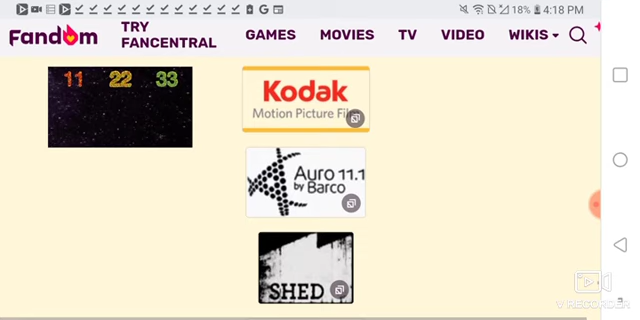 18% 4:18 PM
Fandom
TRY
FANCENTRAL
GAMES
MOVIES
TV
VIDEO
WIKIS
11 22 33
Kodak
Motion Picture Film
Auro 11.1
by Barco
SHED
RECORDER